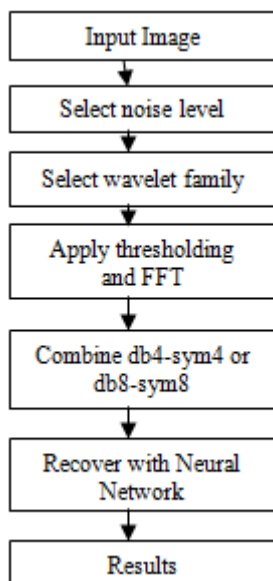 Input Image
Select noise level
Select wavelet family
Apply thresholding
and FFT
Combine db4-sym4 or
db8-sym8
Recover with Neural
Network
Results